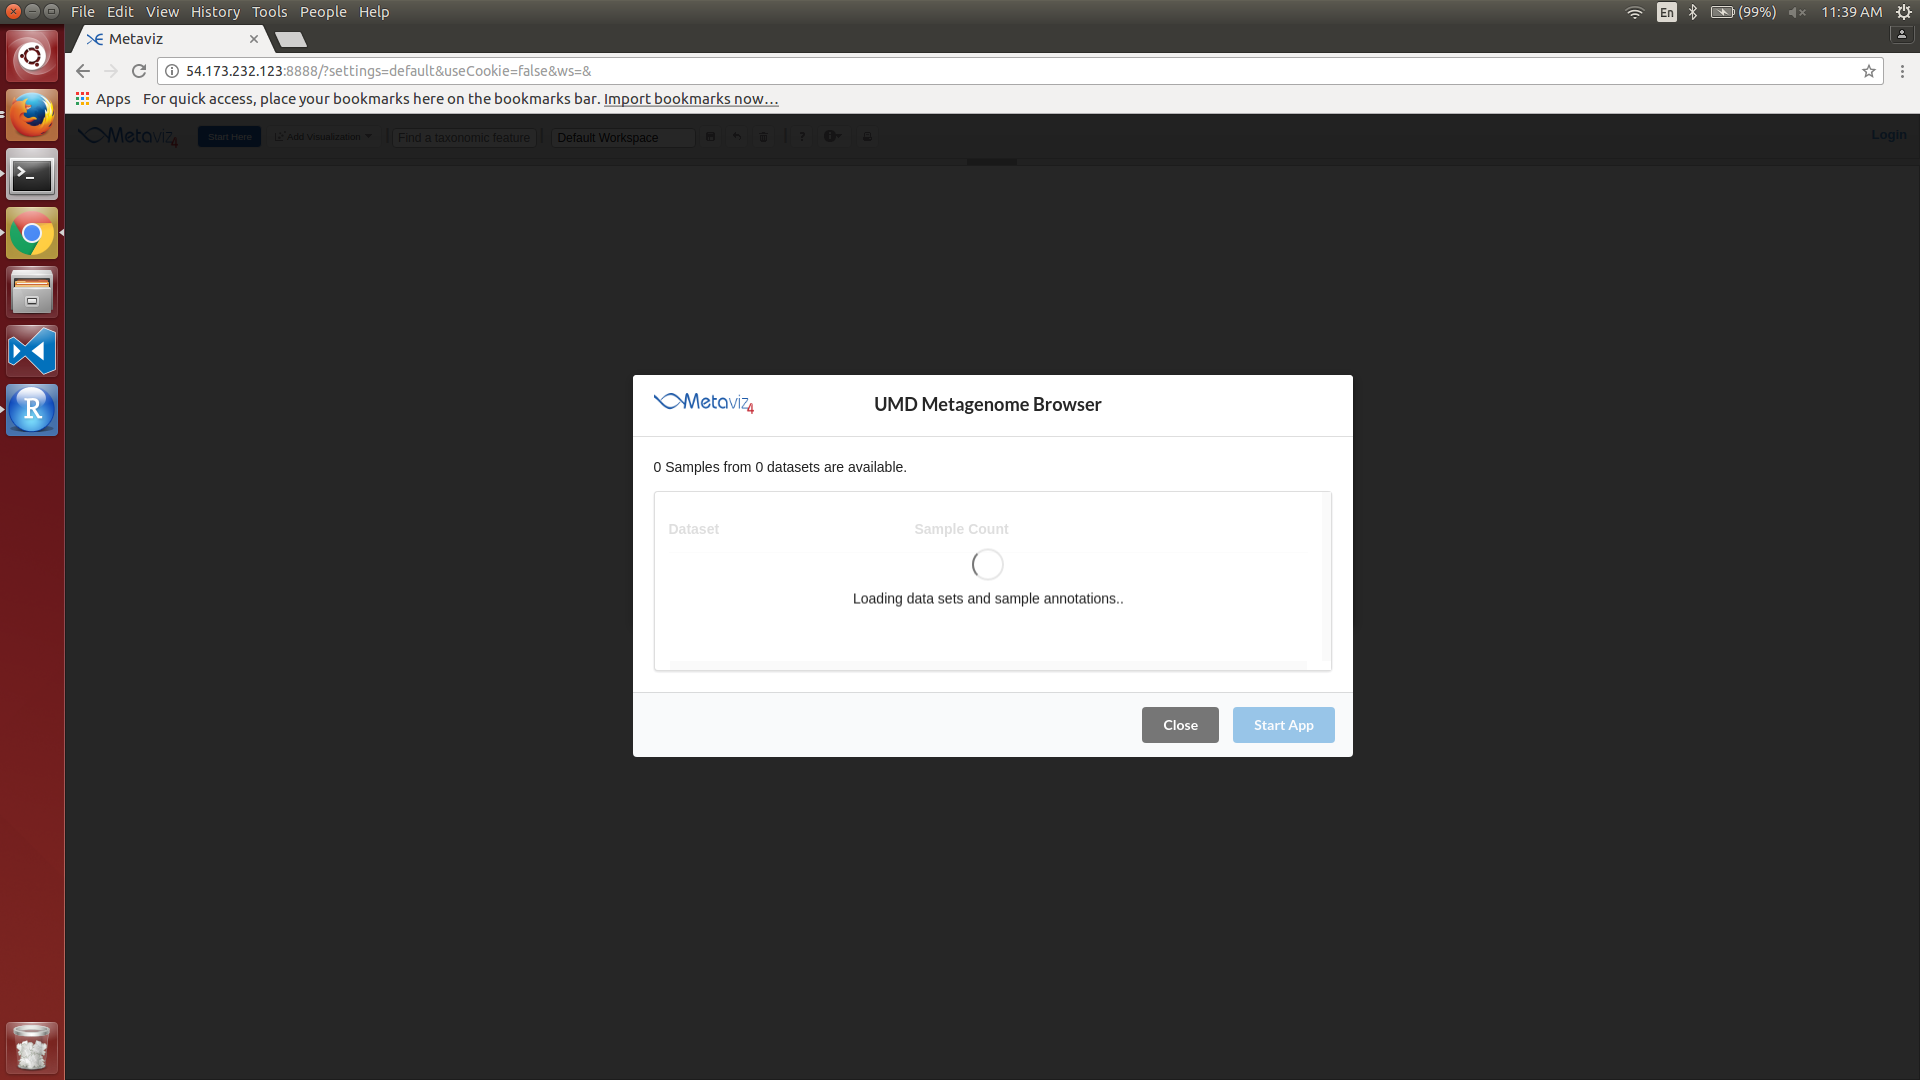 File Edit View History Tools People Help
En (99%) 11:39 AM
Metaviz
54.173.232.123:8888/?settings=default&useCookie=false&ws=&
Apps For quick access, place your bookmarks here on the bookmarks bar. Import bookmarks now...
Metaviz4 Start Here Add Visualization Find a taxonomic feature Default Workspace ? Login
Metaviz4 UMD Metagenome Browser
0 Samples from 0 datasets are available.
Dataset Sample Count
Loading data sets and sample annotations..
Close Start App